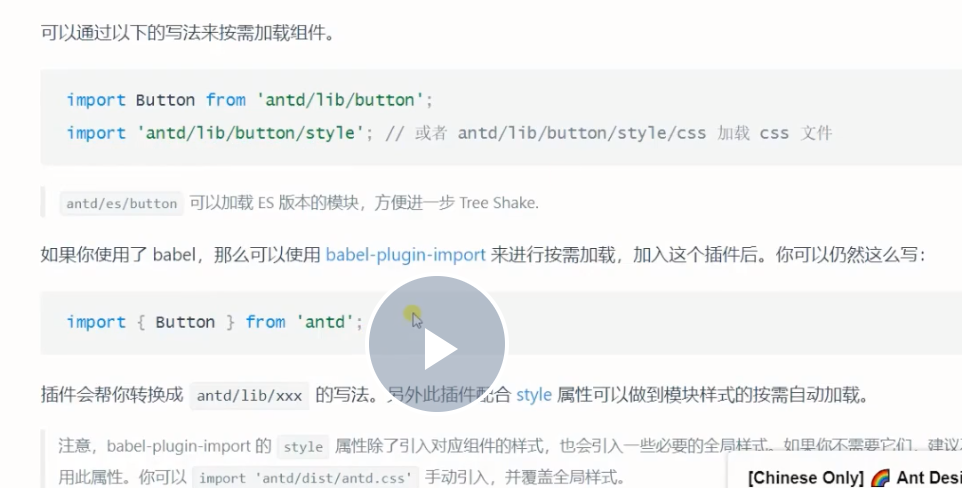 可以通过以下的写法来按需加载组件。
import Button from 'antd/lib/button';
import 'antd/lib/button/style'; // 或者 antd/lib/button/style/css 加载 css 文件
antd/es/button 可以加载 ES 版本的模块，方便进一步 Tree Shake.
如果你使用了 babel，那么可以使用 babel-plugin-import 来进行按需加载，加入这个插件后。你可以仍然这么写：
import { Button } from 'antd';
插件会帮你转换成 antd/lib/xxx 的写法。另外此插件配合 style 属性可以做到模块样式的按需自动加载。
注意，babel-plugin-import 的 style 属性除了引入对应组件的样式，也会引入一些必要的全局样式。如果你不需要它们，建议
用此属性。你可以 import 'antd/dist/antd.css' 手动引入，并覆盖全局样式。
[Chinese Only] 🌈 Ant Desi